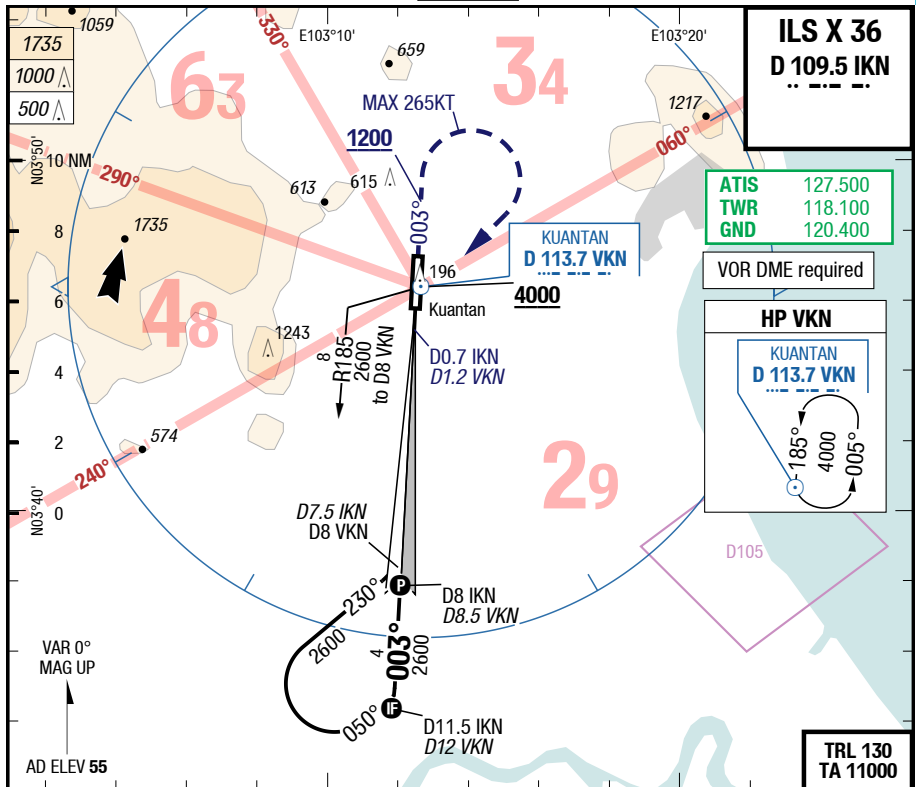 1059
E103°10'
E103°20'
ILS X 36
D 109.5 IKN
1735
1000
500
330°
659
63
34
MAX 265KT
1217
1200
060°
N03°50'
10 NM
290°
613
615
003°
ATIS 127.500
TWR 118.100
GND 120.400
1735
8
KUANTAN
D 113.7 VKN
196
VOR DME required
6
4000
Kuantan
48
HP VKN
1243
8
R185
2600
to D8 VKN
D0.7 IKN
D1.2 VKN
KUANTAN
D 113.7 VKN
4
185°
4000
005°
2
574
240°
29
N03°40'
0
D7.5 IKN
D8 VKN
D105
P
D8 IKN
D8.5 VKN
230°
2600
4
003°
2600
VAR 0°
MAG UP
050°
IF
D11.5 IKN
D12 VKN
AD ELEV 55
TRL 130
TA 11000